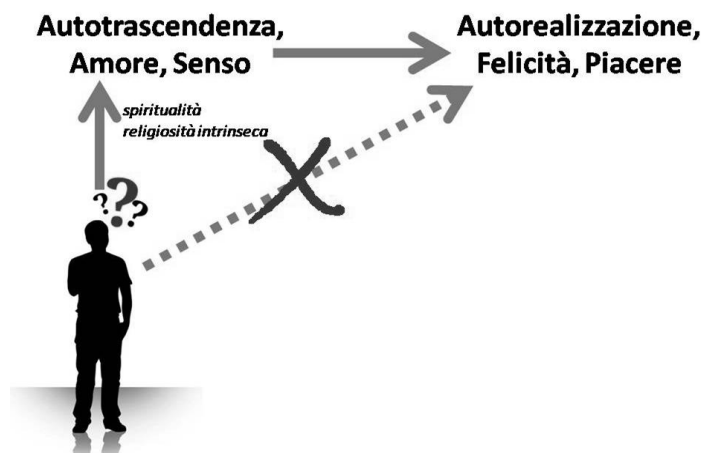 Autotrascendenza,
Amore, Senso
Autorealizzazione,
Felicità, Piacere
spiritualità
religiosità intrinseca
? ? ?